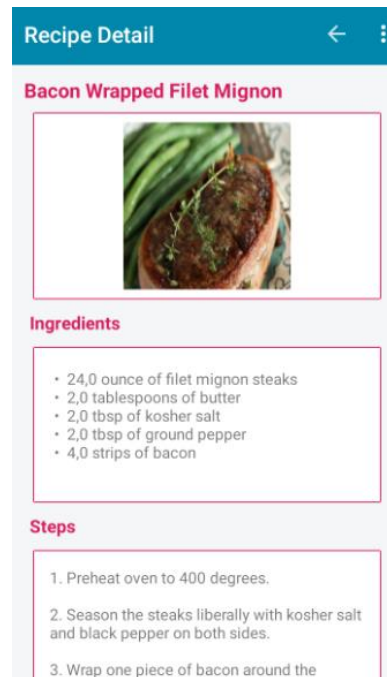 Recipe Detail
Bacon Wrapped Filet Mignon
Ingredients
• 24,0 ounce of filet mignon steaks
• 2,0 tablespoons of butter
• 2,0 tbsp of kosher salt
• 2,0 tbsp of ground pepper
• 4,0 strips of bacon
Steps
1. Preheat oven to 400 degrees.
2. Season the steaks liberally with kosher salt
and black pepper on both sides.
3. Wrap one piece of bacon around the